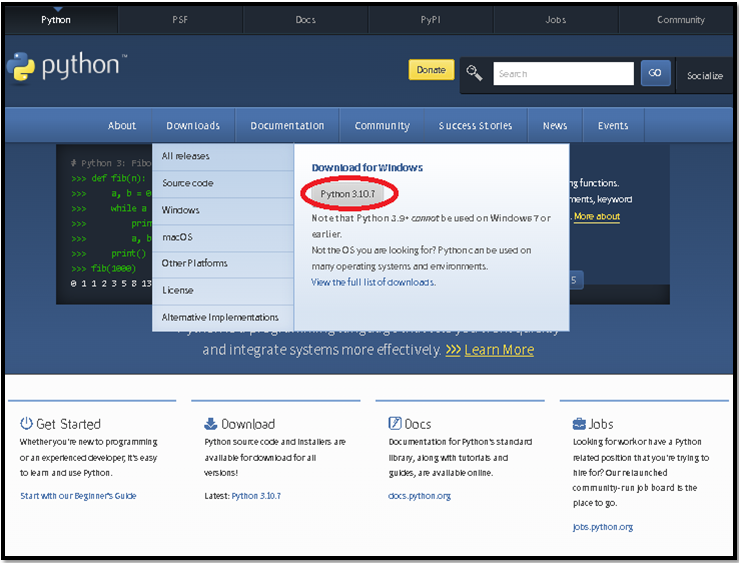 Python PSF Docs PyPI Jobs Community
python™
Donate Search GO Socialize
About Downloads Documentation Community Success Stories News Events
# Python 3: Fibo
>>> def fib(n):
>>> a, b = 0
>>> while a
>>> prin
>>> a, b
>>> print()
>>> fib(1000)
0 1 1 2 3 5 8 13
All releases
Source code
Windows
macOS
Other Platforms
License
Alternative Implementations
Download for Windows
Python 3.10.7
Note that Python 3.9+ cannot be used on Windows 7 or
earlier.
Not the OS you are looking for? Python can be used on
many operating systems and environments.
View the full list of downloads.
ng functions.
ments, keyword
. More about
5
and integrate systems more effectively. >>> Learn More
Get Started
Whether you're new to programming
or an experienced developer, it's easy
to learn and use Python.
Start with our Beginner's Guide
Download
Python source code and installers are
available for download for all
versions!
Latest: Python 3.10.7
Docs
Documentation for Python's standard
library, along with tutorials and
guides, are available online.
docs.python.org
Jobs
Looking for work or have a Python
related position that you're trying to
hire for? Our relaunched
community-run job board is the
place to go.
jobs.python.org